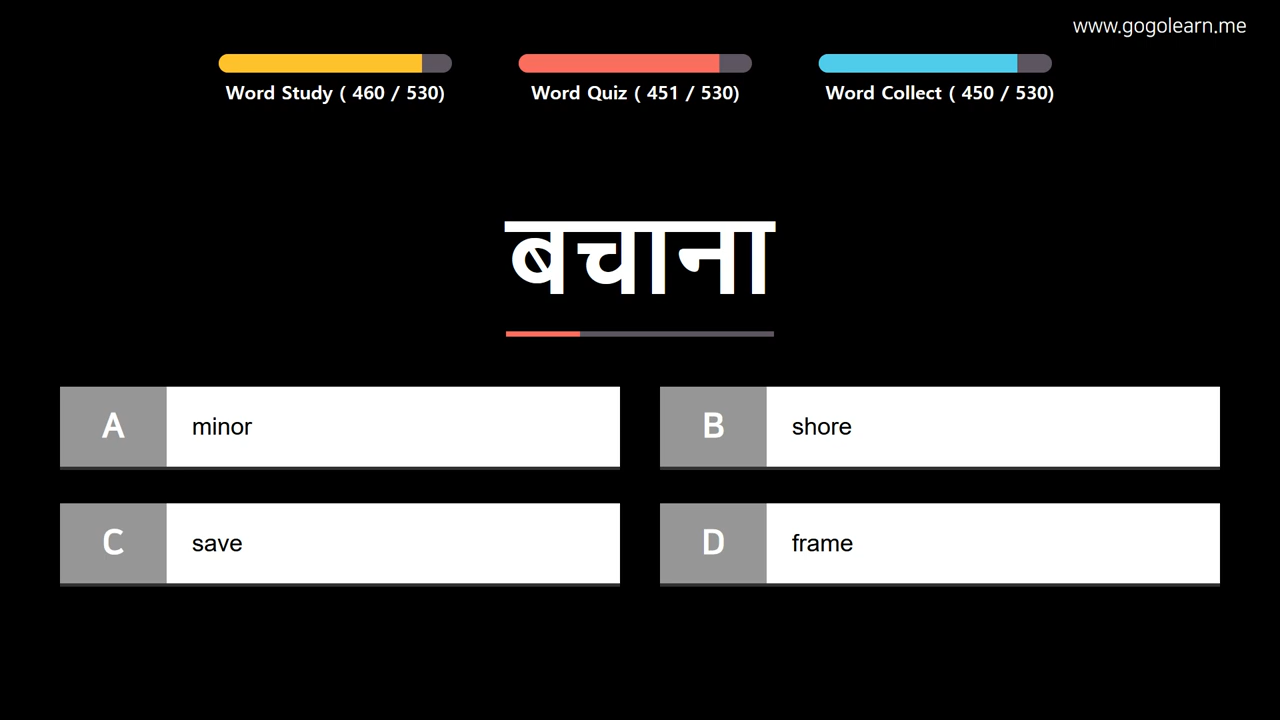 www.gogolearn.me
Word Study ( 460 / 530)
Word Quiz ( 451 / 530)
Word Collect ( 450 / 530)
बचाना
A minor
B shore
C save
D frame